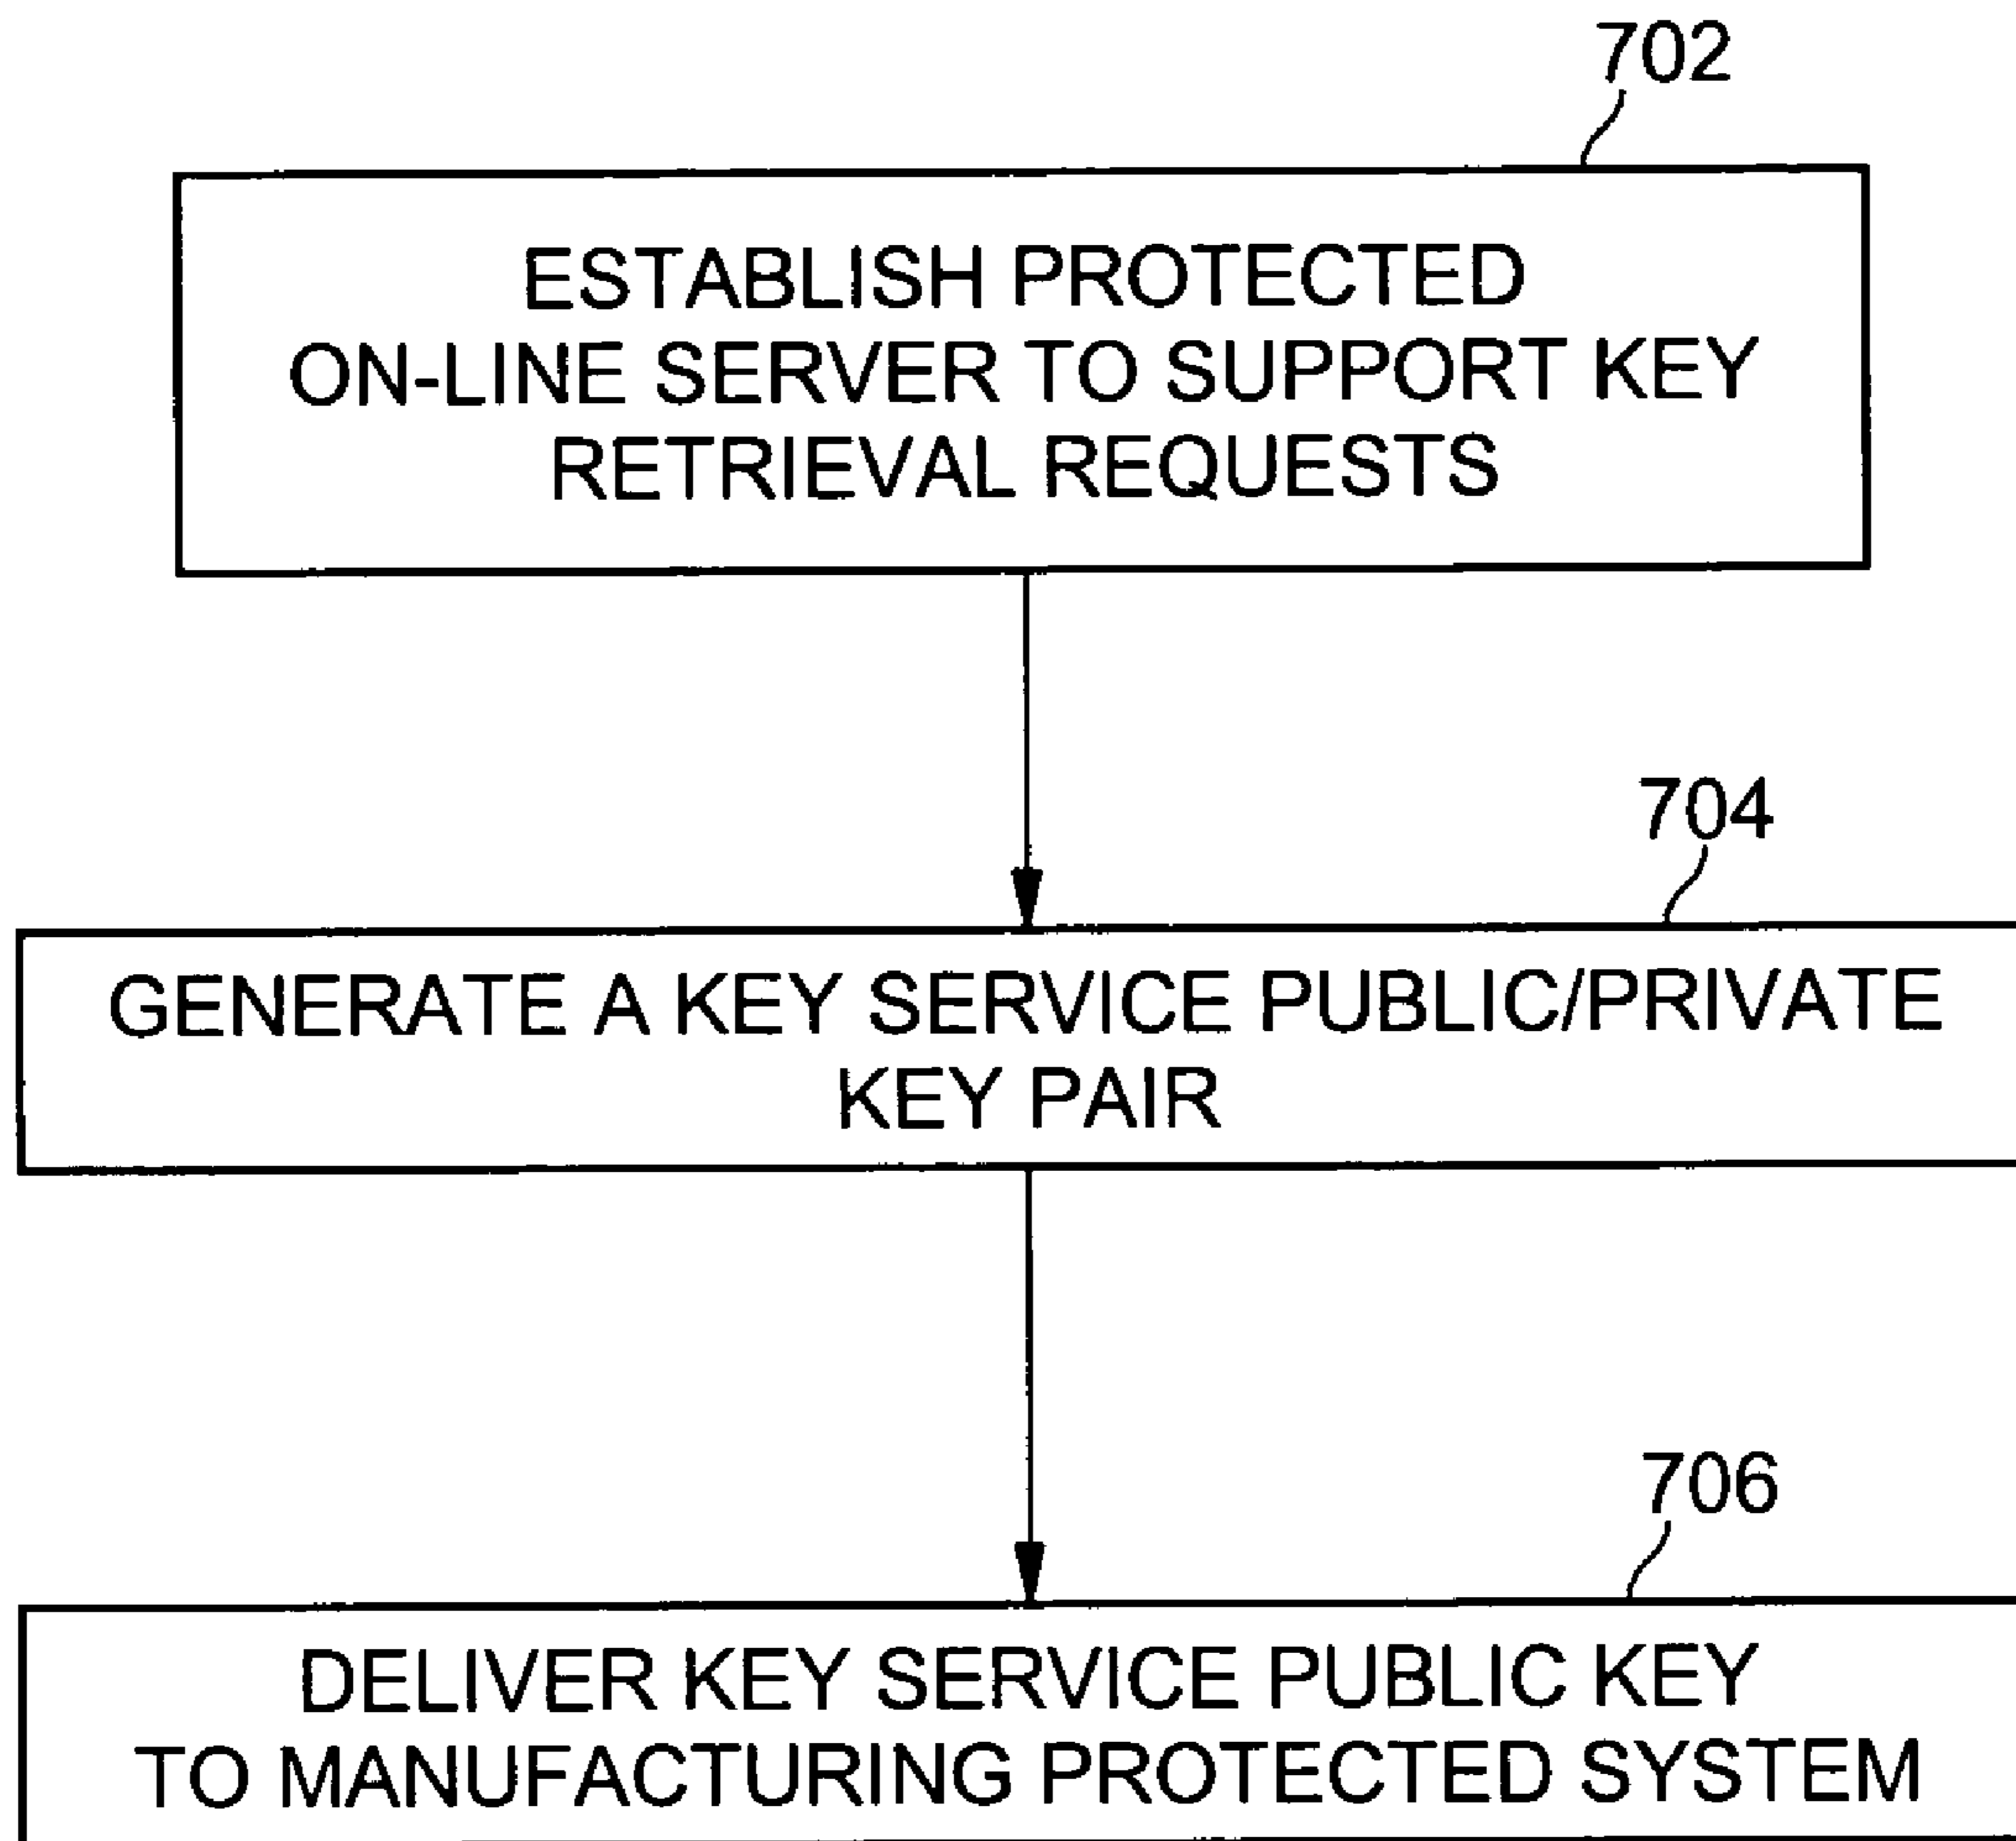 702
ESTABLISH PROTECTED
ON-LINE SERVER TO SUPPORT KEY
RETRIEVAL REQUESTS
704
GENERATE A KEY SERVICE PUBLIC/PRIVATE
KEY PAIR
706
DELIVER KEY SERVICE PUBLIC KEY
TO MANUFACTURING PROTECTED SYSTEM